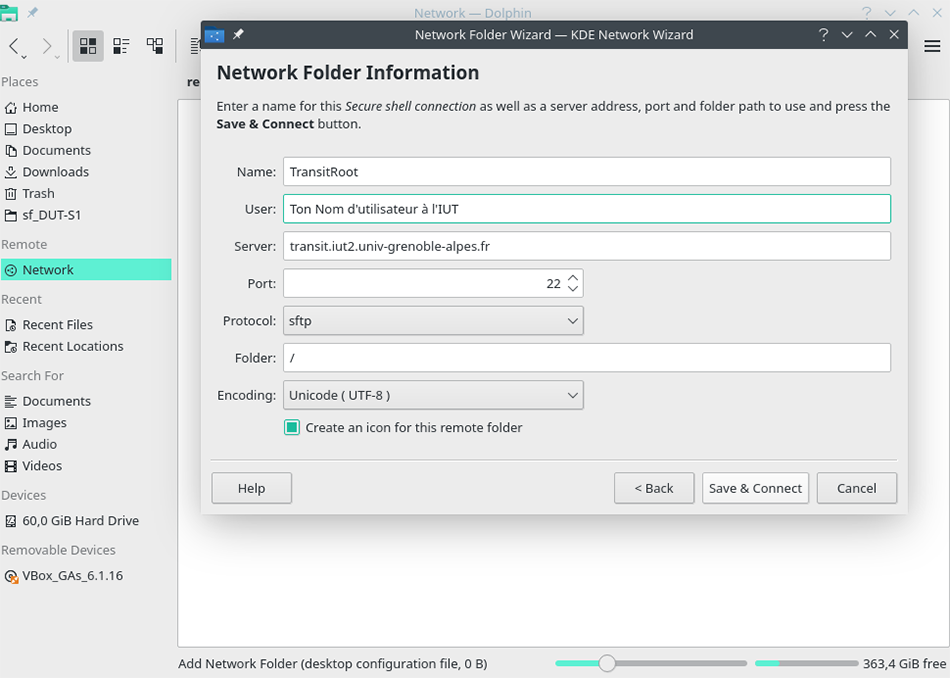 Network — Dolphin
Network Folder Wizard — KDE Network Wizard
Places
Home
Desktop
Documents
Downloads
Trash
sf_DUT-S1
Remote
Network
Recent
Recent Files
Recent Locations
Search For
Documents
Images
Audio
Videos
Devices
60,0 GiB Hard Drive
Removable Devices
VBox_GAs_6.1.16
re
Network Folder Information
Enter a name for this Secure shell connection as well as a server address, port and folder path to use and press the
Save & Connect button.
Name: TransitRoot
User: Ton Nom d'utilisateur à l'IUT
Server: transit.iut2.univ-grenoble-alpes.fr
Port: 22
Protocol: sftp
Folder: /
Encoding: Unicode ( UTF-8 )
Create an icon for this remote folder
Help < Back Save & Connect Cancel
Add Network Folder (desktop configuration file, 0 B) 363,4 GiB free